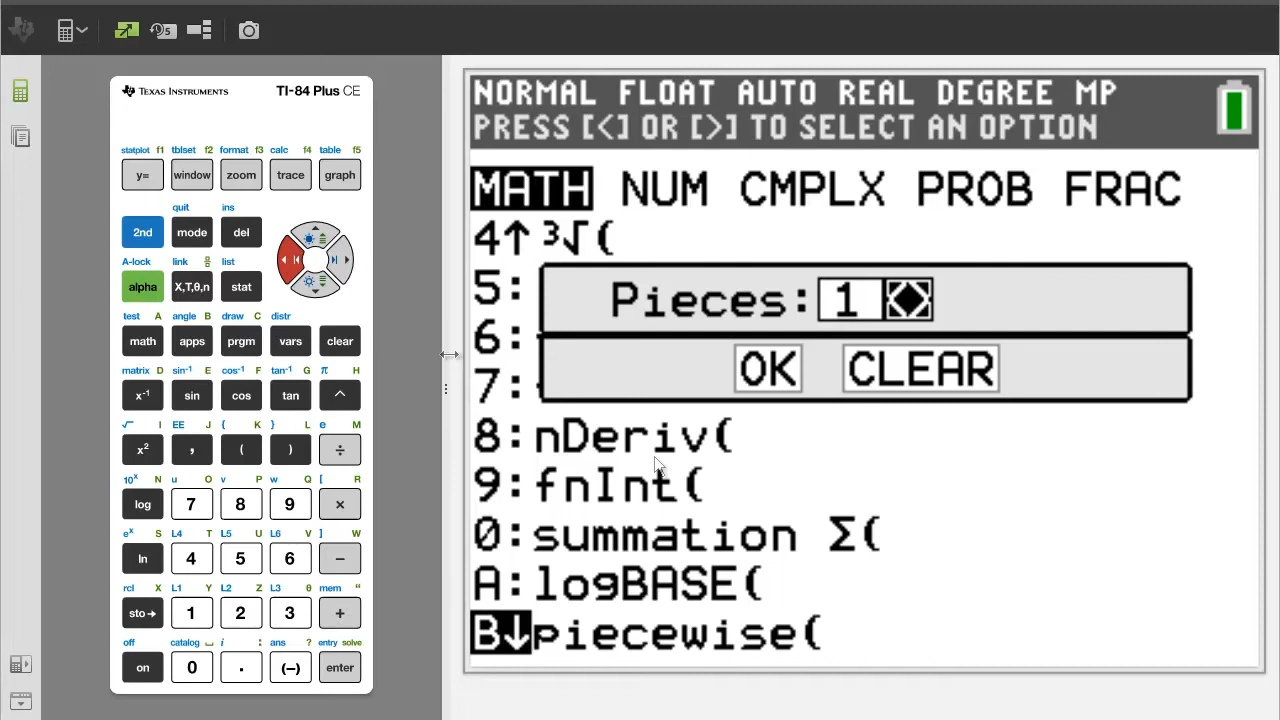 TEXAS INSTRUMENTS TI-84 Plus CE
statplot f1 tblset f2 format f3 calc f4 table f5
y= window zoom trace graph
quit ins
2nd mode del
A-lock link list
alpha X,T,θ,n stat
test A angle B draw C distr
math apps prgm vars clear
matrix D sin⁻¹ E cos⁻¹ F tan⁻¹ G π H
x⁻¹ sin cos tan ^
√ I EE J { K } L e M
x² , ( ) ÷
10ˣ N u O v P w Q [ R
log 7 8 9 ×
eˣ S L4 T L5 U L6 V ] W
ln 4 5 6 −
rcl X L1 Y L2 Z L3 θ mem "
sto→ 1 2 3 +
off catalog ⎵ i : ans ? entry solve
on 0 . (–) enter
NORMAL FLOAT AUTO REAL DEGREE MP
PRESS [<] OR [>] TO SELECT AN OPTION
MATH NUM CMPLX PROB FRAC
4↑ ³√(
5:
Pieces: 1
6:
OK CLEAR
7:
8:nDeriv(
9:fnInt(
0:summation Σ(
A:logBASE(
B↓piecewise(